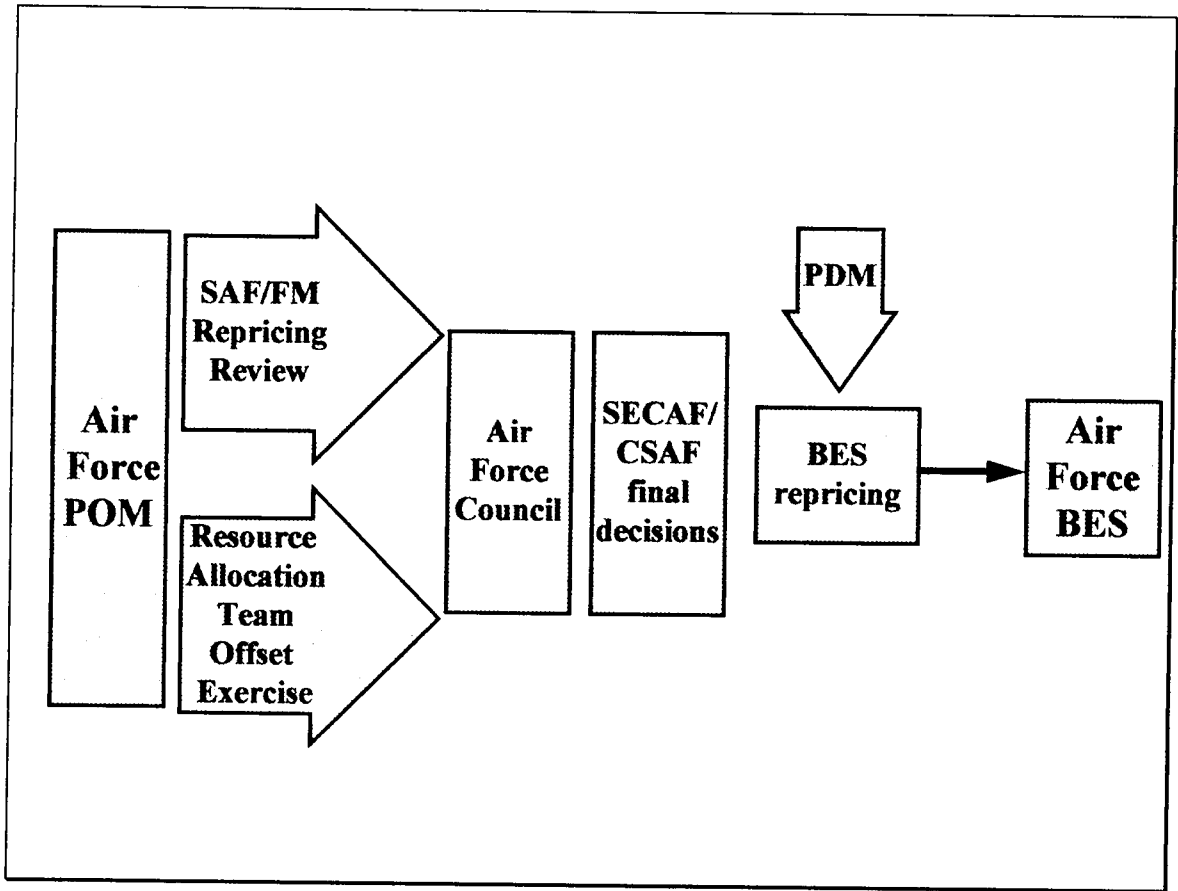 Air
Force
POM
SAF/FM
Repricing
Review
Resource
Allocation
Team
Offset
Exercise
Air
Force
Council
SECAF/
CSAF
final
decisions
PDM
BES
repricing
Air
Force
BES